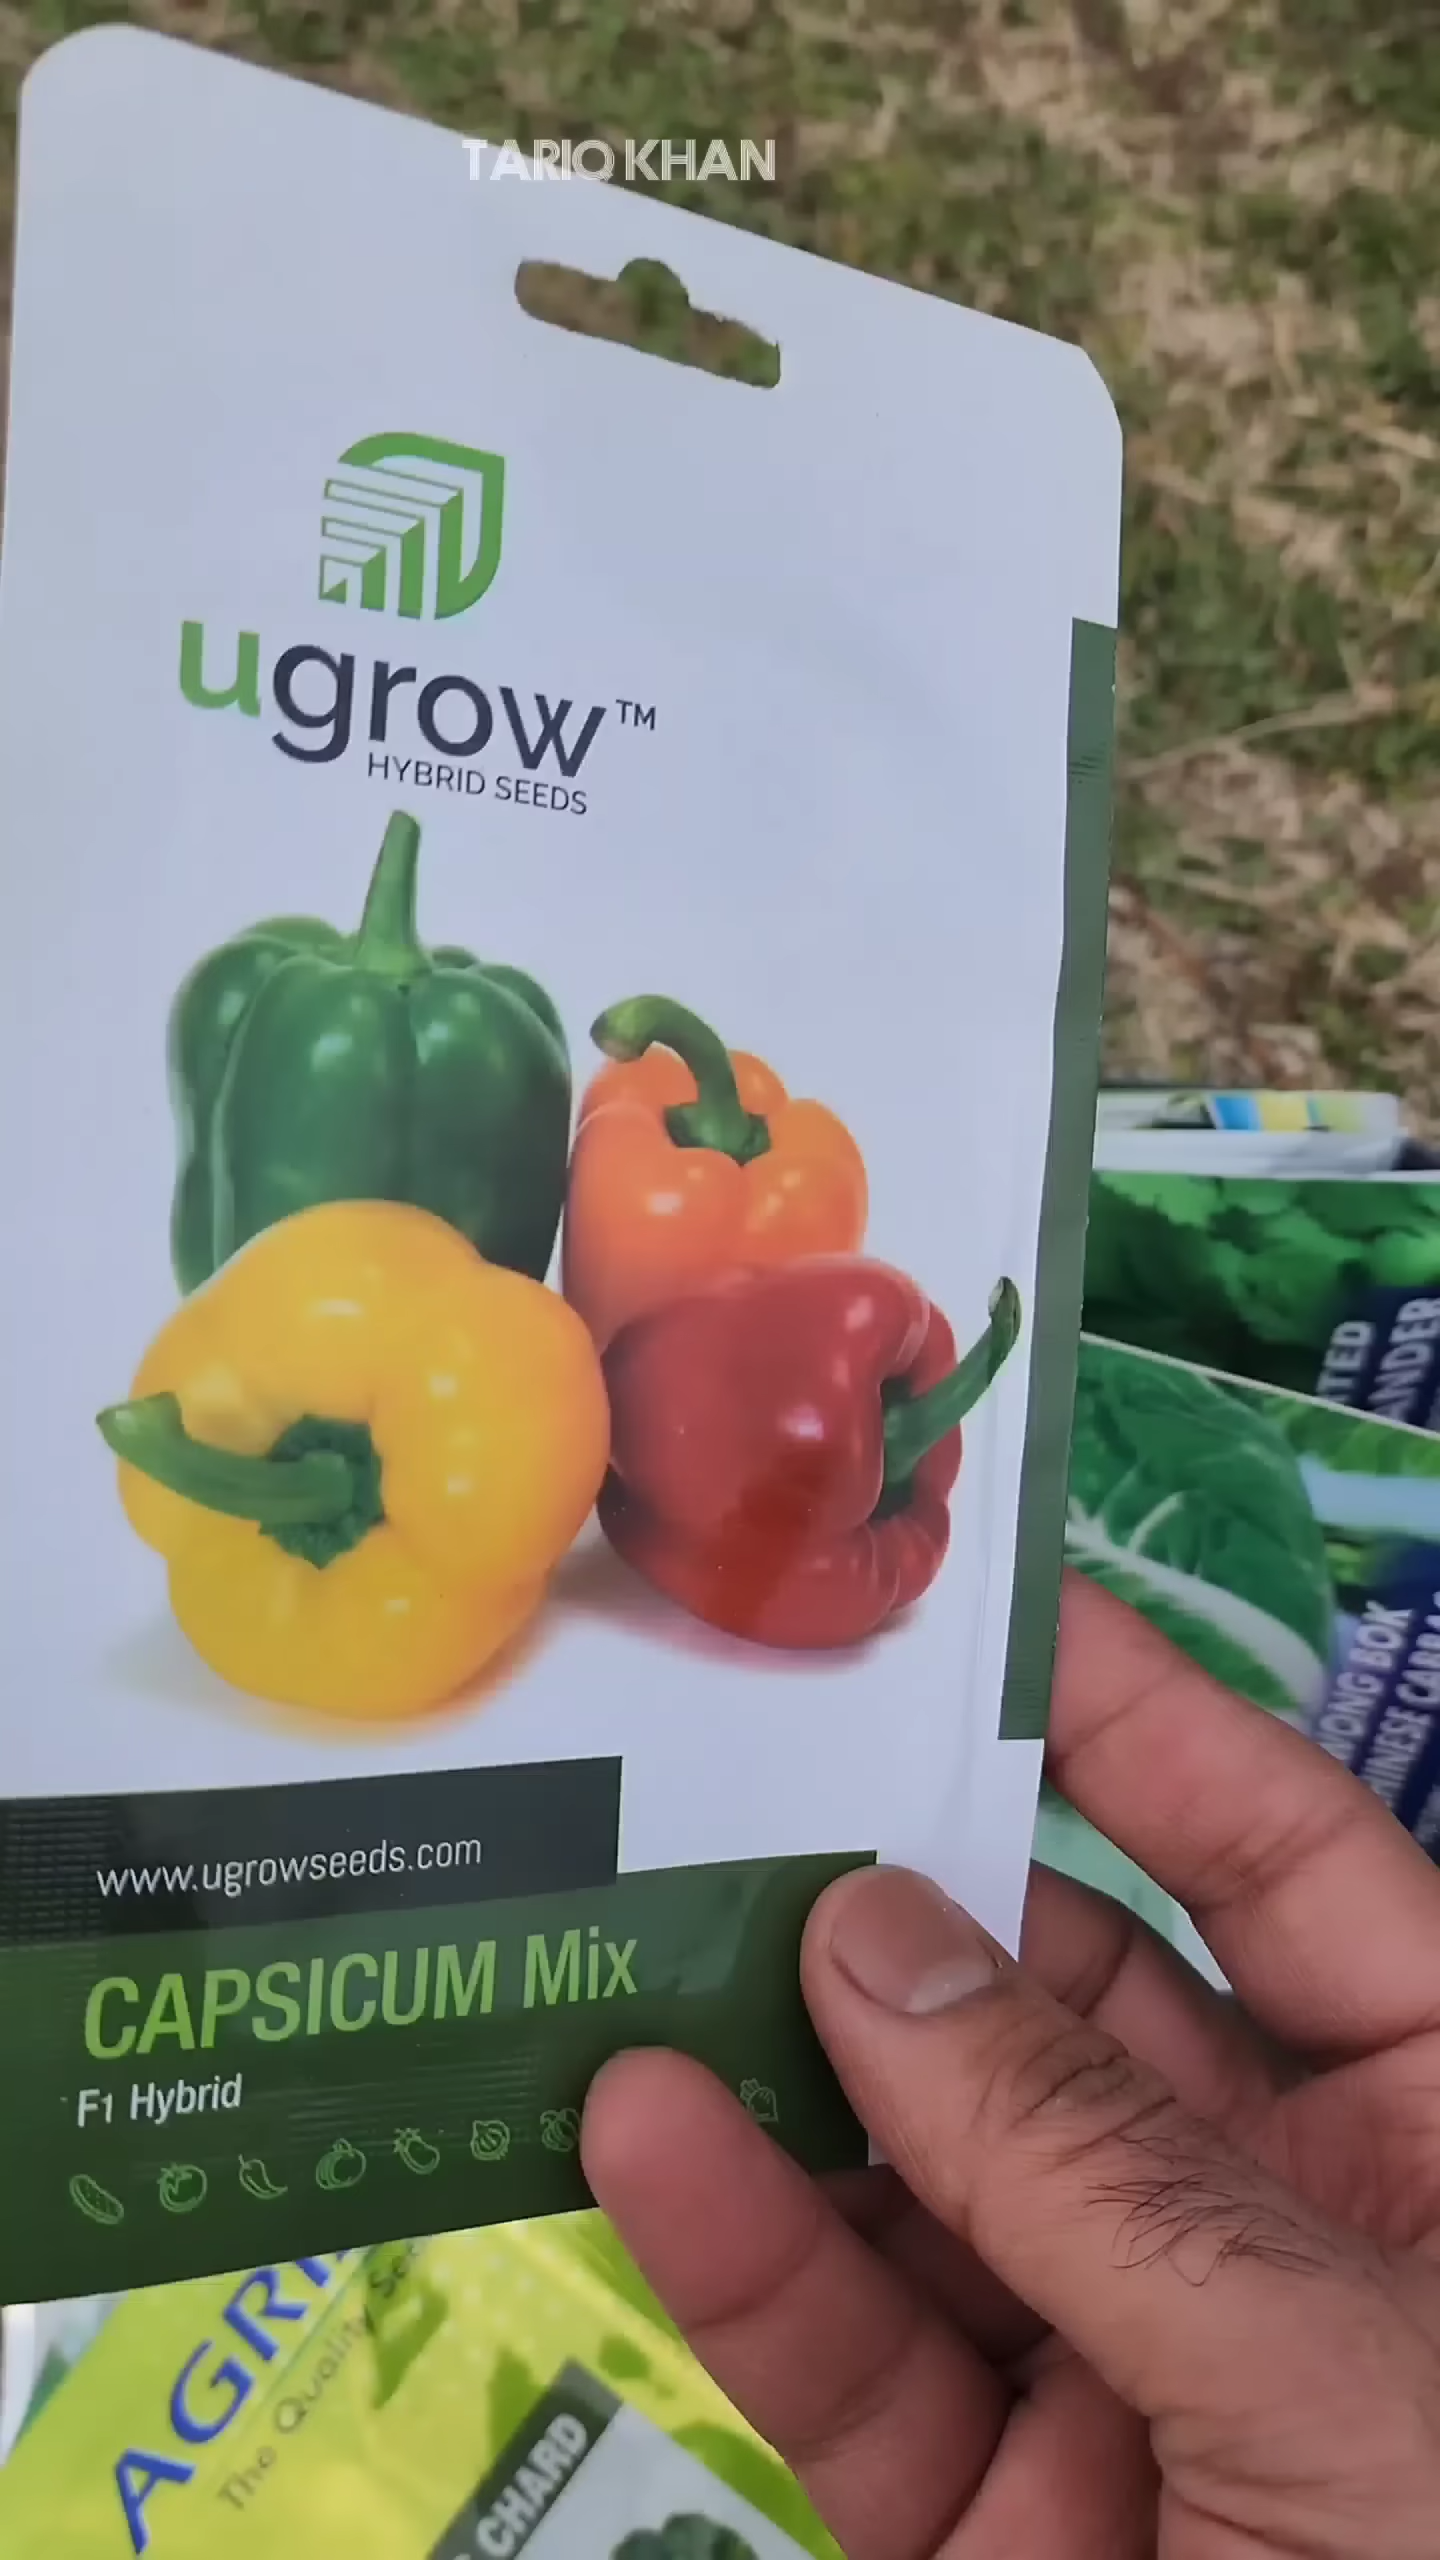 TARIQ KHAN
ugrow™
HYBRID SEEDS
www.ugrowseeds.com
CAPSICUM Mix
F1 Hybrid
ANDER
WONG BOK
CHINESE CABBA
AGRI
The Quality
CHARD